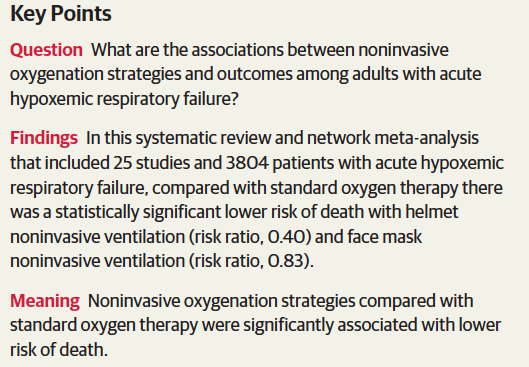 Key Points
Question What are the associations between noninvasive
oxygenation strategies and outcomes among adults with acute
hypoxemic respiratory failure?
Findings In this systematic review and network meta-analysis
that included 25 studies and 3804 patients with acute hypoxemic
respiratory failure, compared with standard oxygen therapy there
was a statistically significant lower risk of death with helmet
noninvasive ventilation (risk ratio, 0.40) and face mask
noninvasive ventilation (risk ratio, 0.83).
Meaning Noninvasive oxygenation strategies compared with
standard oxygen therapy were significantly associated with lower
risk of death.